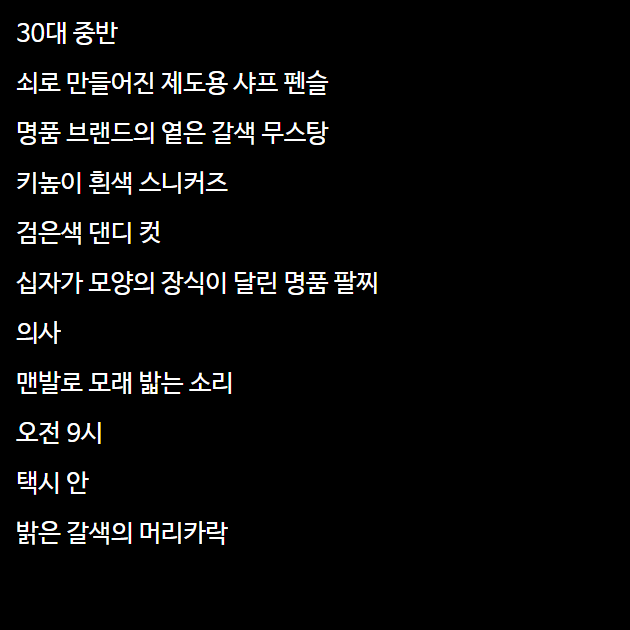 30대 중반
쇠로 만들어진 제도용 샤프 펜슬
명품 브랜드의 옅은 갈색 무스탕
키높이 흰색 스니커즈
검은색 댄디 컷
십자가 모양의 장식이 달린 명품 팔찌
의사
맨발로 모래 밟는 소리
오전 9시
택시 안
밝은 갈색의 머리카락